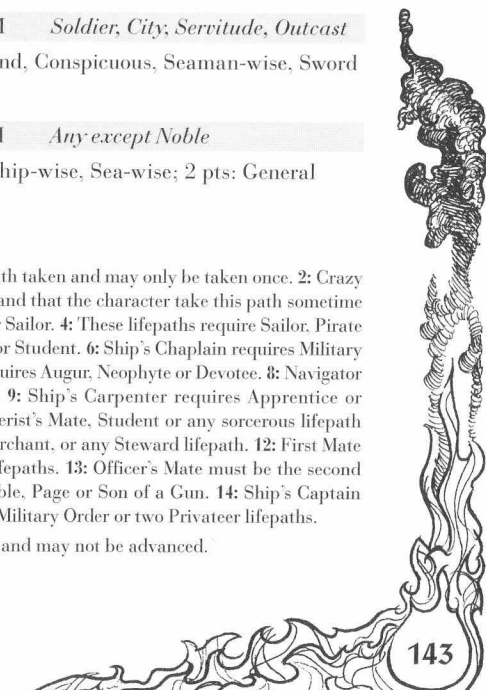 Soldier, City, Servitude, Outcast
nd, Conspicuous, Seaman-wise, Sword
Any except Noble
hip-wise, Sea-wise; 2 pts: General
th taken and may only be taken once. 2: Crazy
and that the character take this path sometime
Sailor. 4: These lifepaths require Sailor, Pirate
or Student. 6: Ship's Chaplain requires Military
uires Augur, Neophyte or Devotee. 8: Navigator
9: Ship's Carpenter requires Apprentice or
erist's Mate, Student or any sorcerous lifepath
rchant, or any Steward lifepath. 12: First Mate
fepaths. 13: Officer's Mate must be the second
ble, Page or Son of a Gun. 14: Ship's Captain
Military Order or two Privateer lifepaths.
and may not be advanced.
143